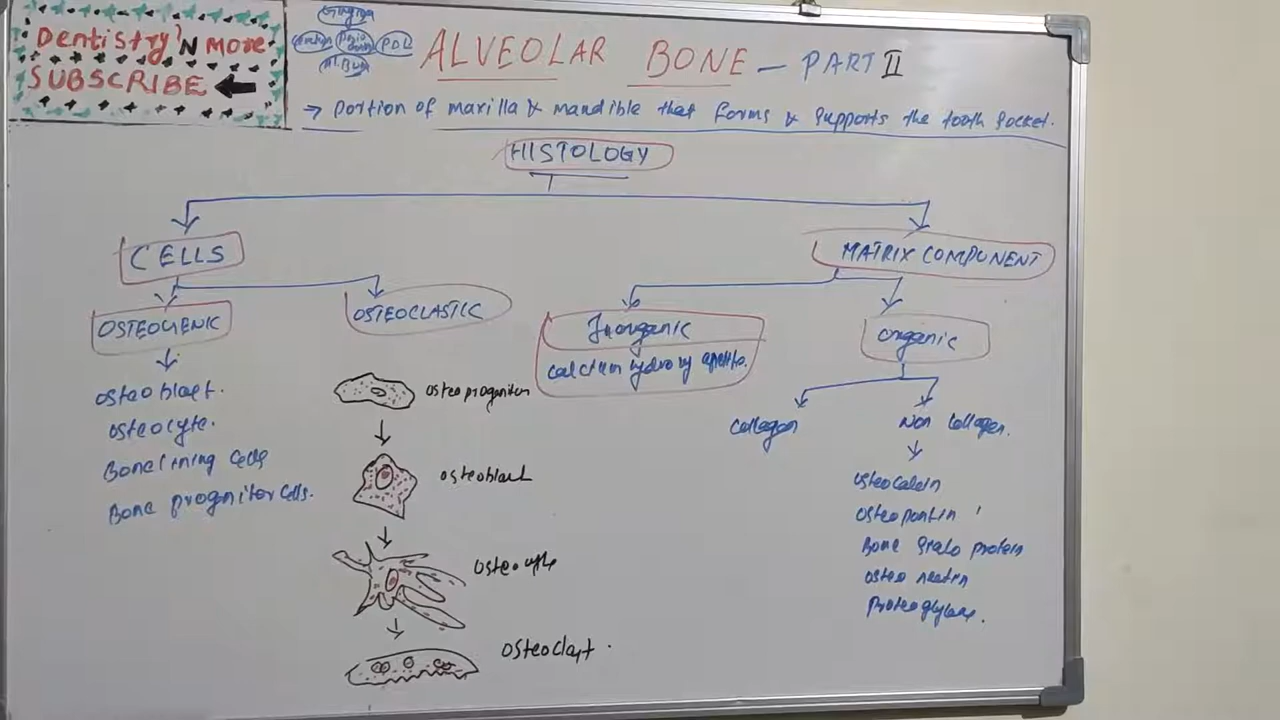 Dentistry'N more
SUBSCRIBE
Gingiva
PDL
ALVEOLAR BONE - PART II
→ Portion of maxilla & mandible that forms & supports the tooth socket.
HISTOLOGY
CELLS
MATRIX COMPONENT
OSTEOGENIC
OSTEOCLASTIC
Inorganic
calcium hydroxy apatite.
organic
osteoblast.
osteocyte.
Bone lining cells
Bone progniter cells.
osteoprogenitor
osteoblast
osteocyte
osteoclast.
Collagen
Non Collagen.
osteocalcin
osteopontin
Bone Sialo protein
osteo nectin
Proteoglycans.